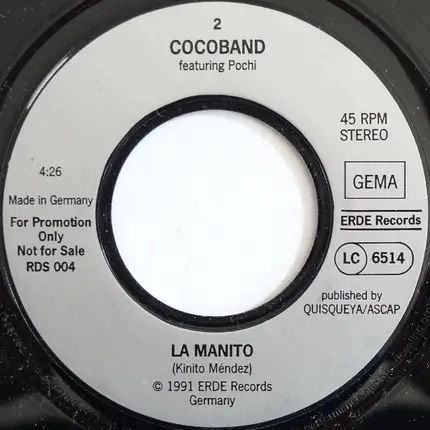 2
COCOBAND
featuring Pochi
45 RPM
STEREO
GEMA
ERDE Records
LC 6514
published by
QUISQUEYA/ASCAP
4:26
Made in Germany
For Promotion
Only
Not for Sale
RDS 004
LA MANITO
(Kinito Méndez)
© 1991 ERDE Records
Germany